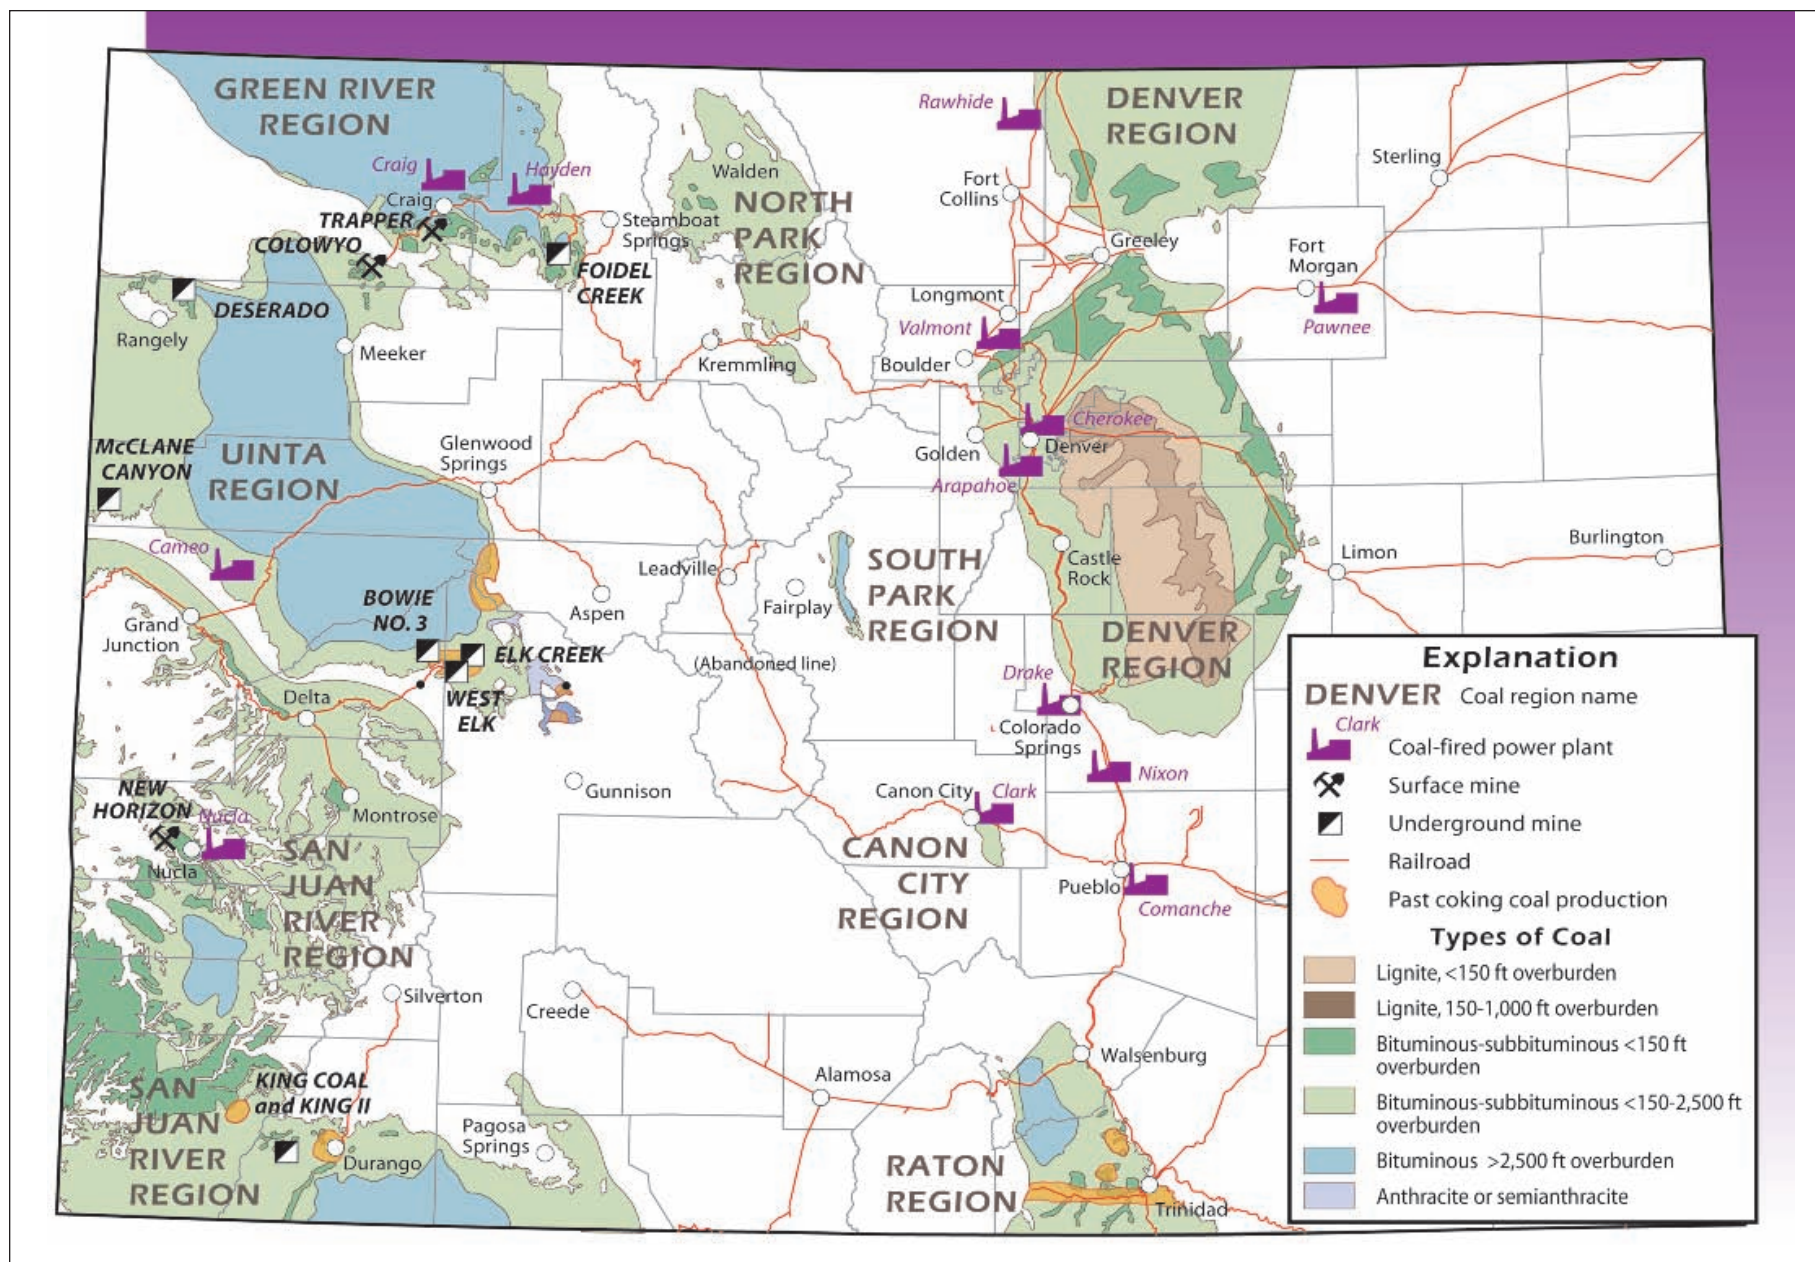 GREEN RIVER
REGION
DENVER
REGION
Rawhide
Craig
Hayden
Walden
Sterling
Fort
Collins
Craig
TRAPPER
COLOWYO
Steamboat
Springs
NORTH
PARK
REGION
Greeley
Fort
Morgan
FOIDEL
CREEK
DESERADO
Longmont
Valmont
Pawnee
Rangely
Meeker
Kremmling
Boulder
Cherokee
McCLANE
CANYON
UINTA
REGION
Glenwood
Springs
Golden
Denver
Arapahoe
Cameo
Leadville
SOUTH
PARK
REGION
Castle
Rock
Limon
Burlington
BOWIE
NO. 3
Aspen
Fairplay
Grand
Junction
ELK CREEK
(Abandoned line)
DENVER
REGION
WEST
ELK
Delta
Drake
Colorado
Springs
Nixon
NEW
HORIZON
Nucla
Nucla
Montrose
Gunnison
Canon City
Clark
SAN
JUAN
RIVER
REGION
CANON
CITY
REGION
Pueblo
Comanche
Silverton
Creede
Walsenburg
Alamosa
KING COAL
and KING II
SAN
JUAN
RIVER
REGION
Durango
Pagosa
Springs
RATON
REGION
Trinidad
Explanation
DENVER Coal region name
Clark
Coal-fired power plant
Surface mine
Underground mine
Railroad
Past coking coal production
Types of Coal
Lignite, <150 ft overburden
Lignite, 150-1,000 ft overburden
Bituminous-subbituminous <150 ft
overburden
Bituminous-subbituminous <150-2,500 ft
overburden
Bituminous >2,500 ft overburden
Anthracite or semianthracite